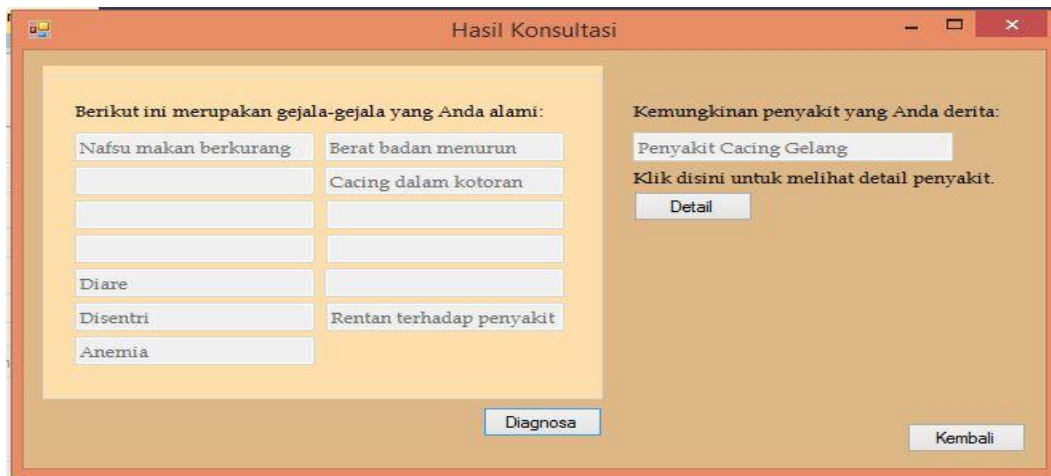 Hasil Konsultasi
Berikut ini merupakan gejala-gejala yang Anda alami:
Nafsu makan berkurang
Berat badan menurun
Cacing dalam kotoran
Diare
Disentri
Rentan terhadap penyakit
Anemia
Diagnosa
Kemungkinan penyakit yang Anda derita:
Penyakit Cacing Gelang
Klik disini untuk melihat detail penyakit.
Detail
Kembali